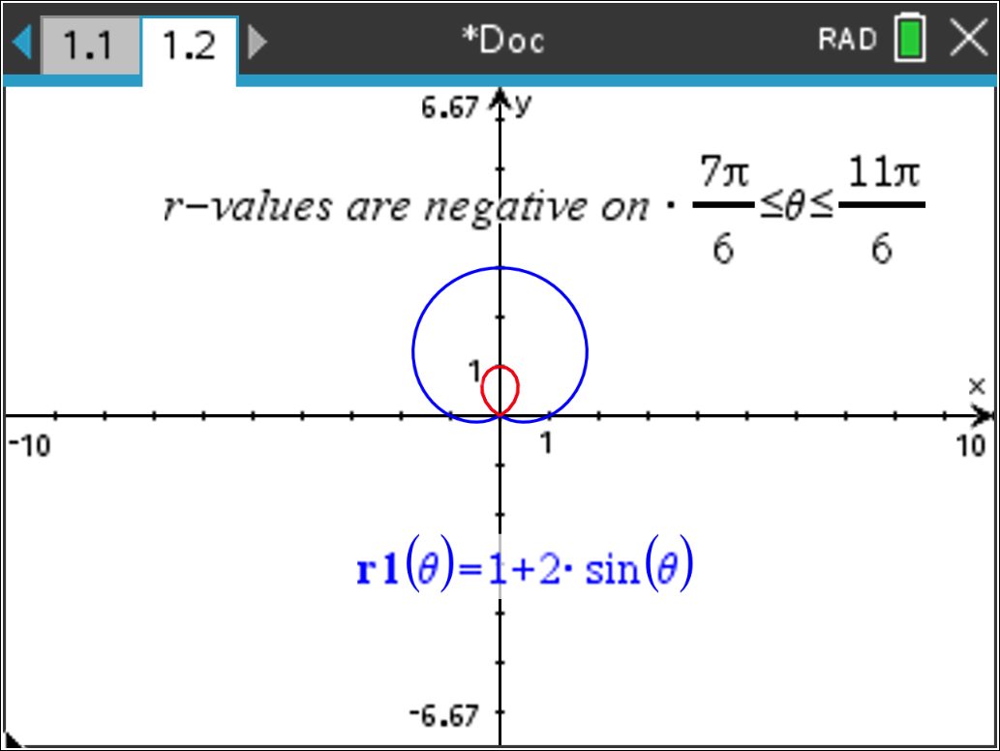 1.1 1.2 *Doc RAD
6.67 y
r-values are negative on · 7π/6 ≤θ≤ 11π/6
1
x
-10 1 10
r1(θ)=1+2· sin(θ)
-6.67